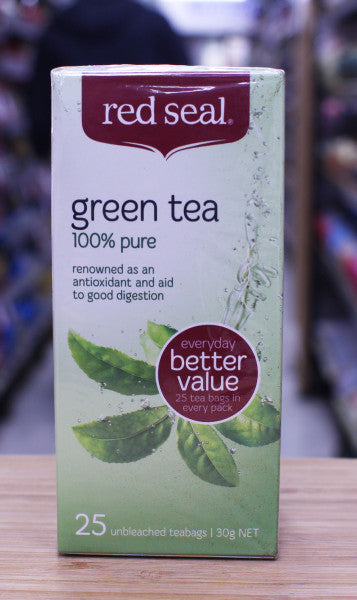 red seal®
green tea
100% pure
renowned as an
antioxidant and aid
to good digestion
everyday
better
value
25 tea bags in
every pack
25 unbleached teabags | 30g NET